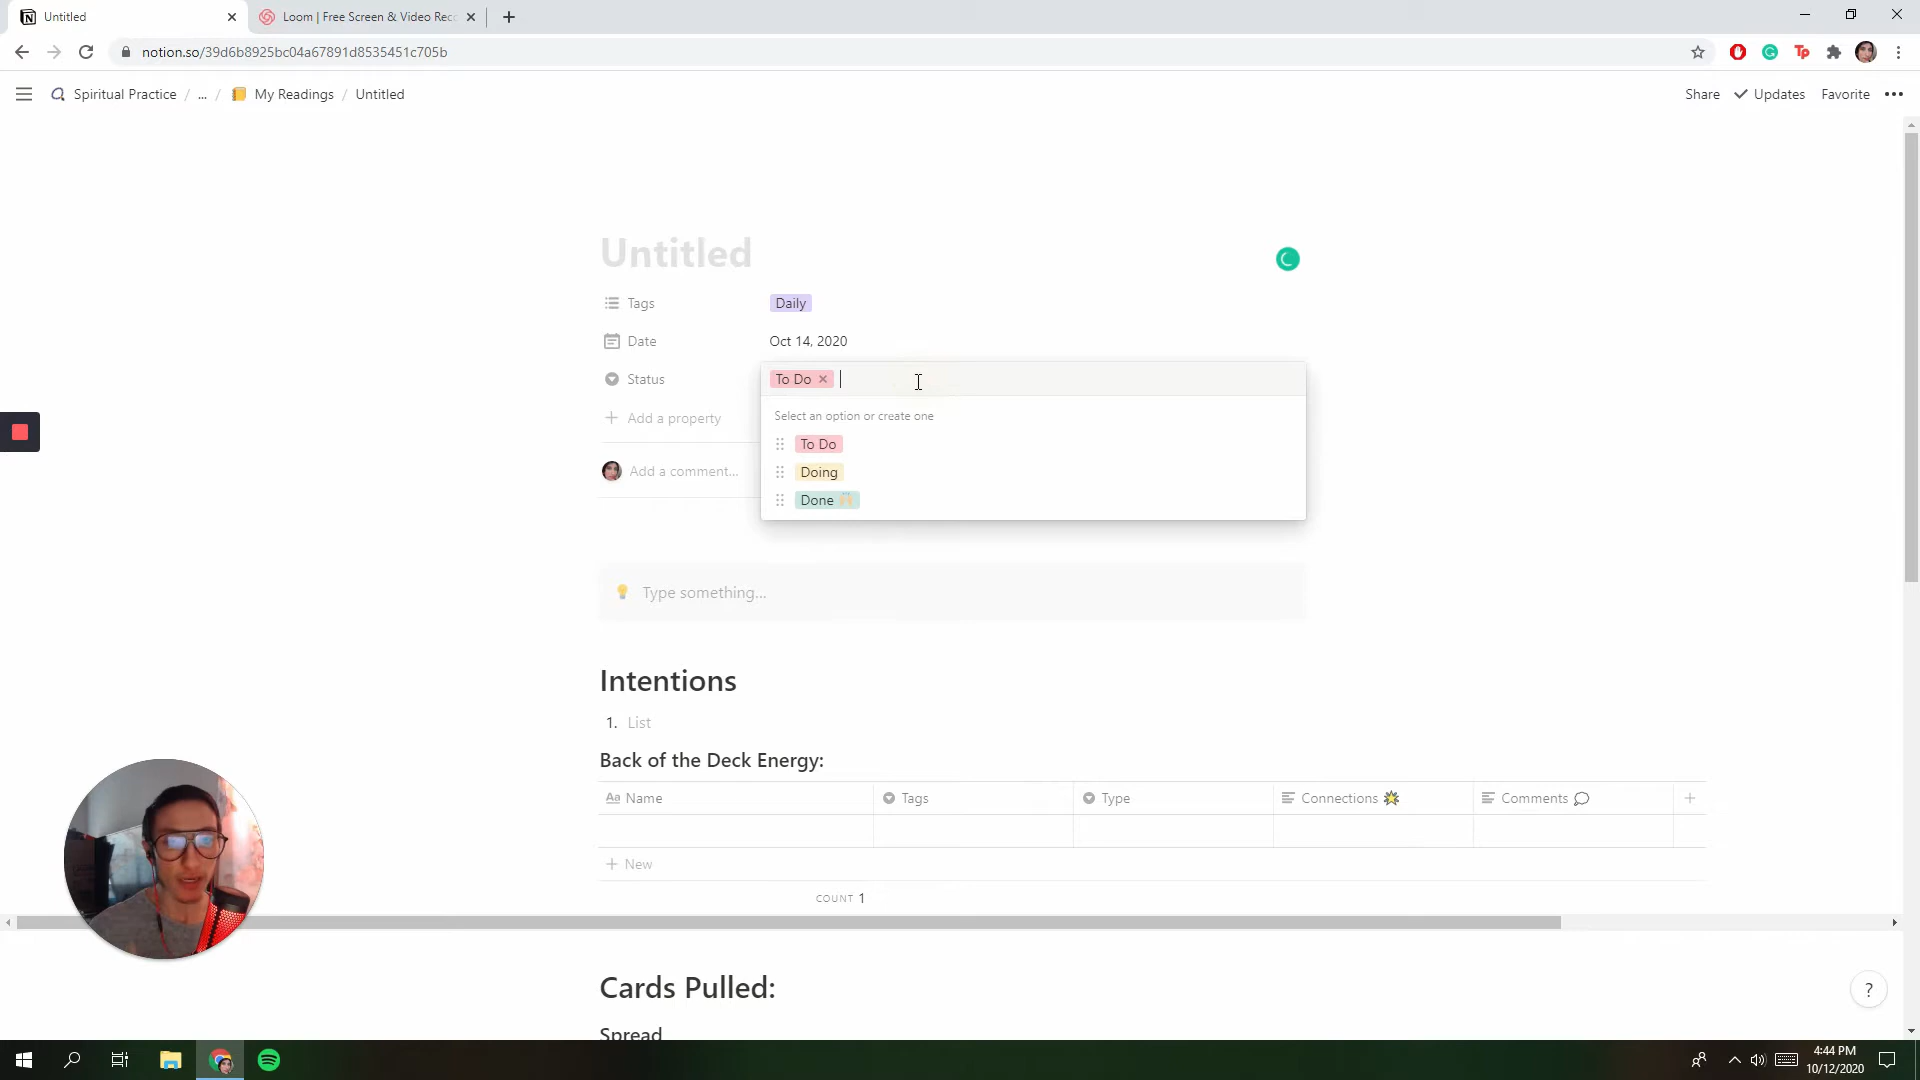 Untitled
Loom | Free Screen & Video Rec
notion.so/39d6b8925bc04a67891d8535451c705b
Spiritual Practice / ... / My Readings / Untitled
Share Updates Favorite
Untitled
Tags Daily
Date Oct 14, 2020
Status To Do
Add a property
Select an option or create one
To Do
Add a comment...
Doing
Done
Type something...
Intentions
1. List
Back of the Deck Energy:
Aa Name Tags Type Connections Comments
+ New
COUNT 1
Cards Pulled:
Spread
?
4:44 PM
10/12/2020